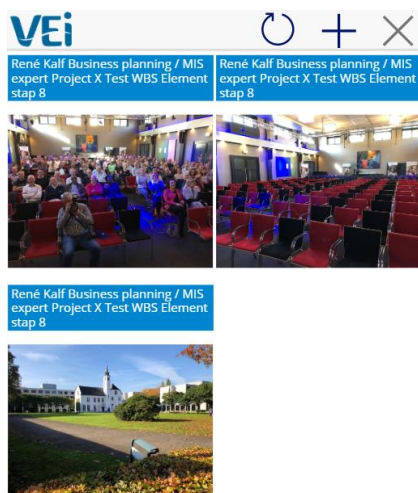 VEi
René Kalf Business planning / MIS
expert Project X Test WBS Element
stap 8
René Kalf Business planning / MIS
expert Project X Test WBS Element
stap 8
René Kalf Business planning / MIS
expert Project X Test WBS Element
stap 8